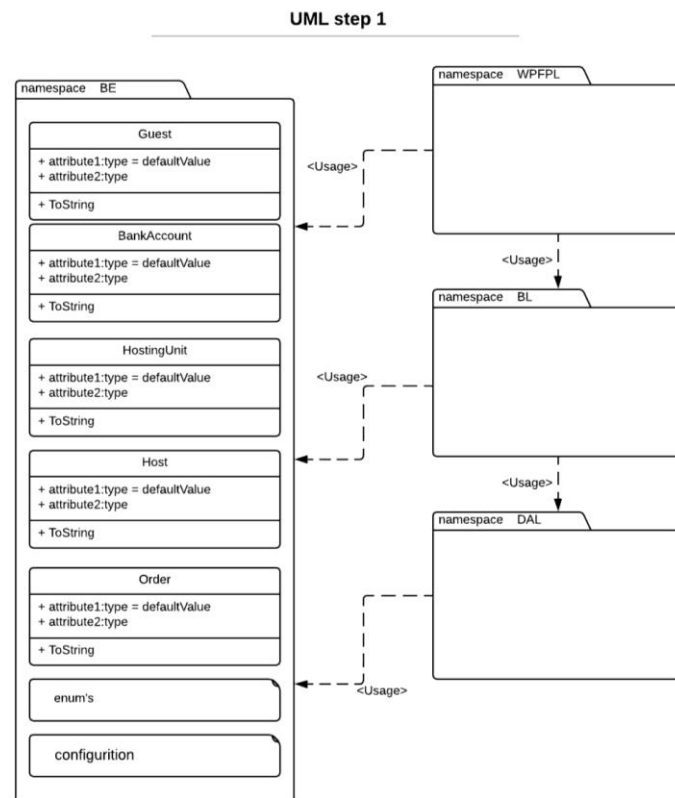 UML step 1
namespace BE
Guest
+ attribute1:type = defaultValue
+ attribute2:type
+ ToString
BankAccount
+ attribute1:type = defaultValue
+ attribute2:type
+ ToString
HostingUnit
+ attribute1:type = defaultValue
+ attribute2:type
+ ToString
Host
+ attribute1:type = defaultValue
+ attribute2:type
+ ToString
Order
+ attribute1:type = defaultValue
+ attribute2:type
+ ToString
enum's
configurition
<Usage>
<Usage>
<Usage>
namespace WPFPL
<Usage>
namespace BL
<Usage>
namespace DAL